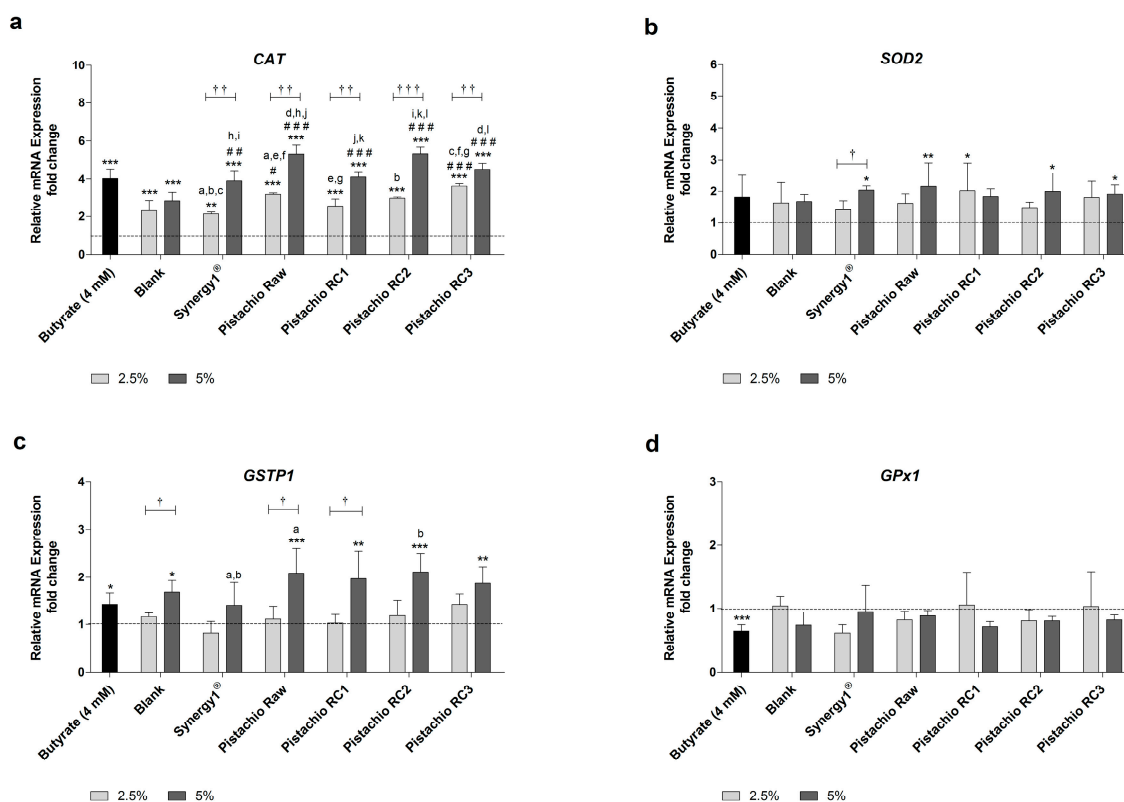 a
CAT
Relative mRNA Expression
fold change
10
8
6
4
2
0
† †
† †
† †
† † †
† †
***
***
***
a,b,c
**
h,i
# #
***
a,e,f
#
***
d,h,j
# # #
***
e,g
***
j,k
# # #
***
b
***
i,k,l
# # #
***
c,f,g
# # #
***
d,l
# # #
***
Butyrate (4 mM)
Blank
Synergy1®
Pistachio Raw
Pistachio RC1
Pistachio RC2
Pistachio RC3
2.5% 5%
b
SOD2
Relative mRNA Expression
fold change
6
5
4
3
2
1
0
†
*
**
*
*
*
Butyrate (4 mM)
Blank
Synergy1®
Pistachio Raw
Pistachio RC1
Pistachio RC2
Pistachio RC3
2.5% 5%
c
GSTP1
Relative mRNA Expression
fold change
4
3
2
1
0
†
†
†
*
*
a,b
a
***
**
b
***
**
Butyrate (4 mM)
Blank
Synergy1®
Pistachio Raw
Pistachio RC1
Pistachio RC2
Pistachio RC3
2.5% 5%
d
GPx1
Relative mRNA Expression
fold change
3
2
1
0
***
Butyrate (4 mM)
Blank
Synergy1®
Pistachio Raw
Pistachio RC1
Pistachio RC2
Pistachio RC3
2.5% 5%